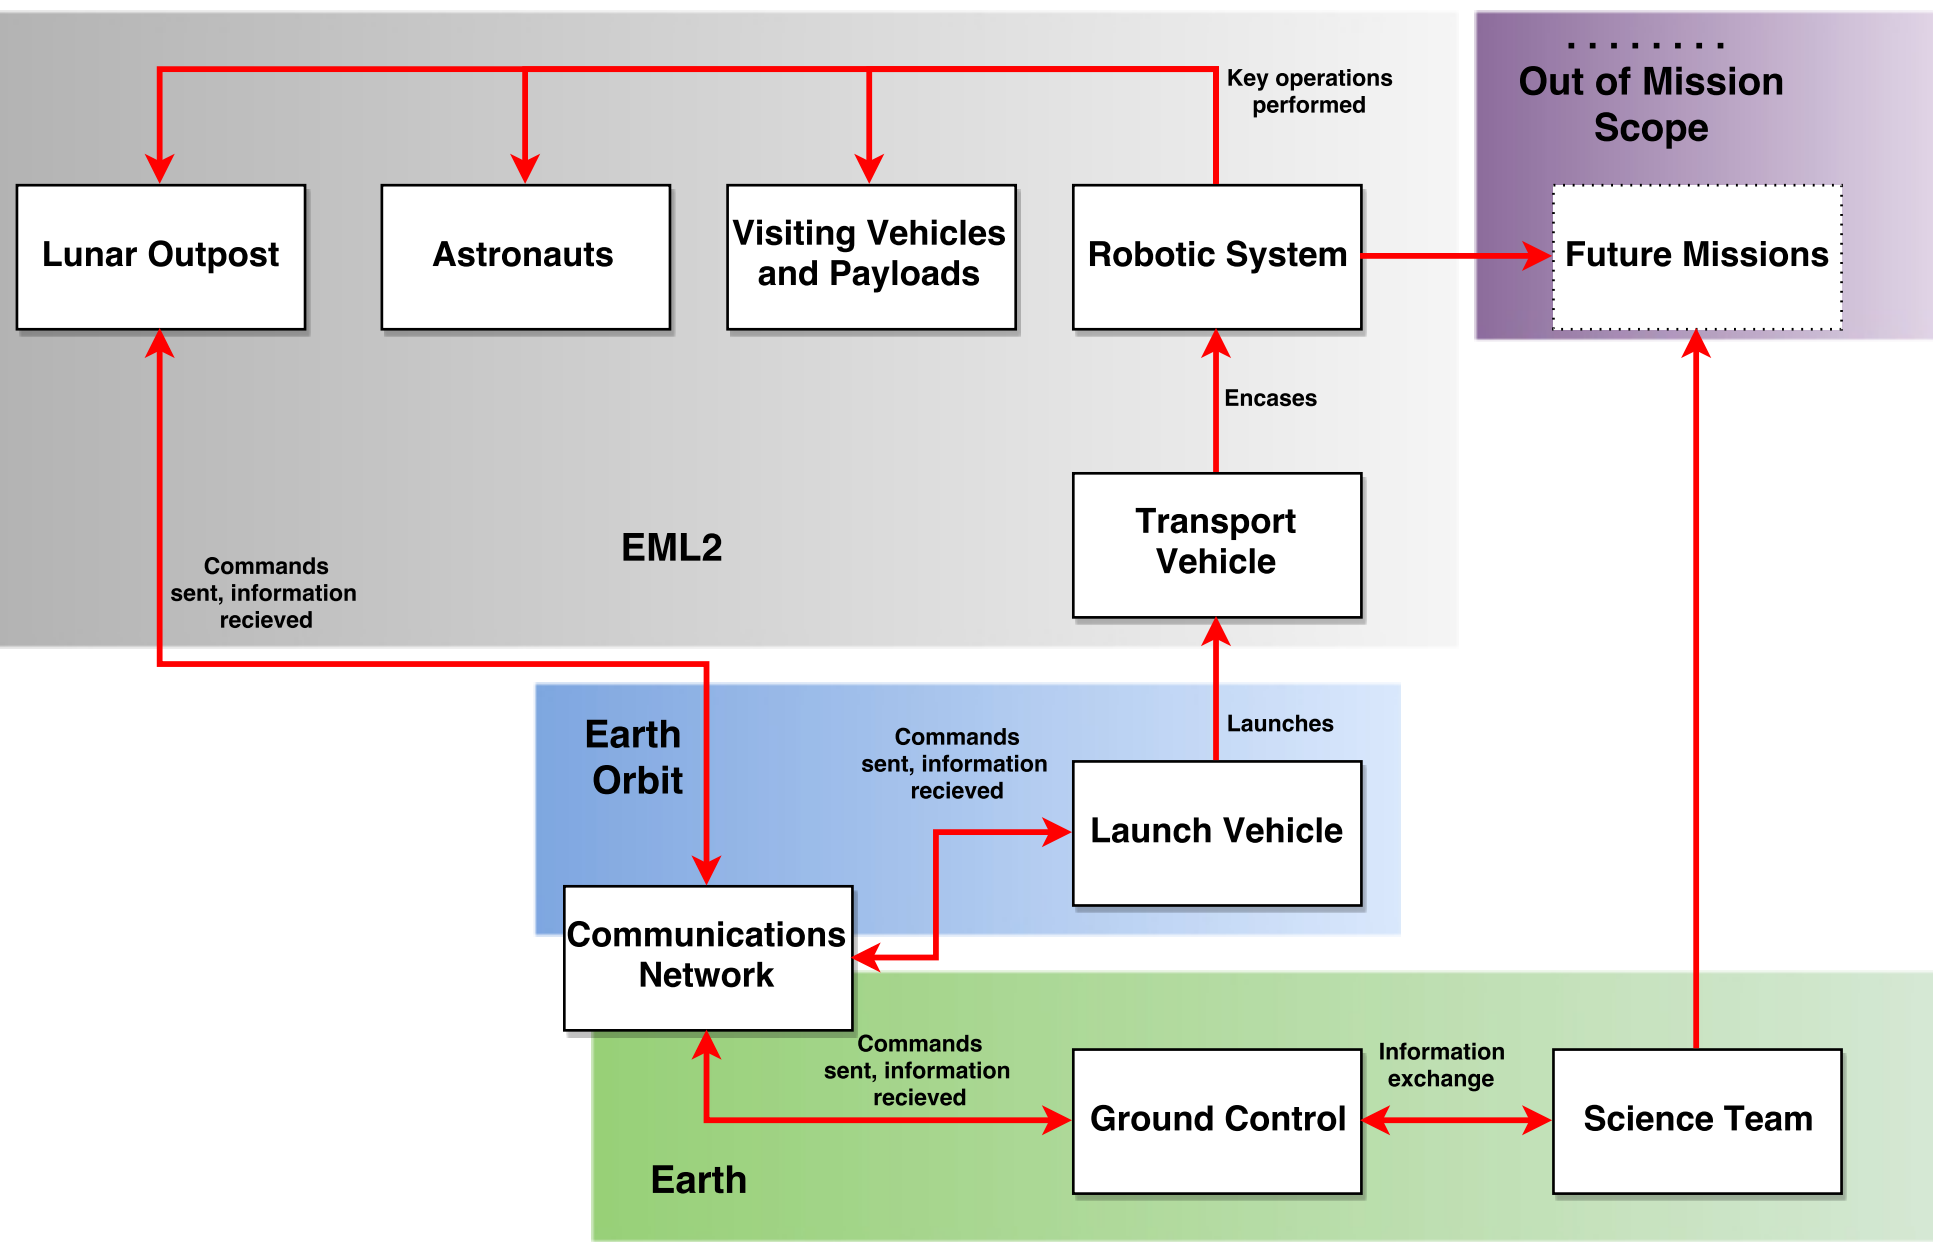 ........
Out of Mission
Scope
Key operations
performed
Lunar Outpost
Astronauts
Visiting Vehicles
and Payloads
Robotic System
Future Missions
Encases
Transport
Vehicle
EML2
Commands
sent, information
recieved
Earth
Orbit
Launches
Commands
sent, information
recieved
Launch Vehicle
Communications
Network
Commands
sent, information
recieved
Information
exchange
Ground Control
Science Team
Earth